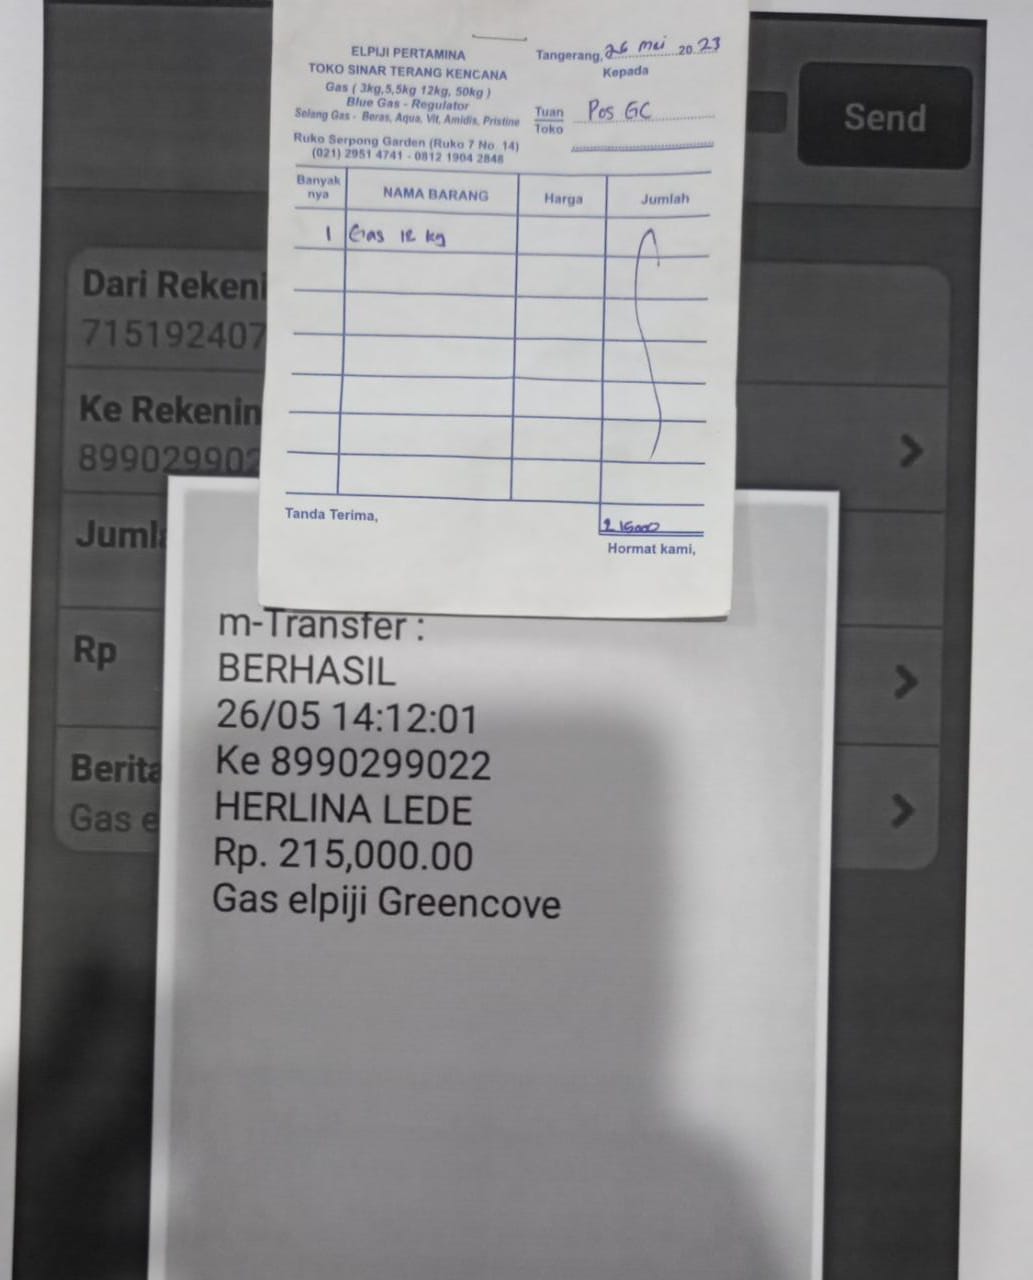 ELPIJI PERTAMINA
TOKO SINAR TERANG KENCANA
Gas ( 3kg,5,5kg 12kg, 50kg )
Blue Gas - Regulator
Selang Gas - Beras, Aqua, Vit, Amidis, Pristine
Ruko Serpong Garden (Ruko 7 No. 14)
(021) 2951 4741 - 0812 1904 2848
Tangerang, 26 mei 20 23
Kepada
Tuan
Toko
Pos GC
Banyak nya NAMA BARANG Harga Jumlah
1 Gas 12 kg
215000
Tanda Terima,
Hormat kami,
Send
Dari Rekeni
715192407
Ke Rekenin
899029902
Jumla
Rp
Berita
Gas e
m-Transfer :
BERHASIL
26/05 14:12:01
Ke 8990299022
HERLINA LEDE
Rp. 215,000.00
Gas elpiji Greencove